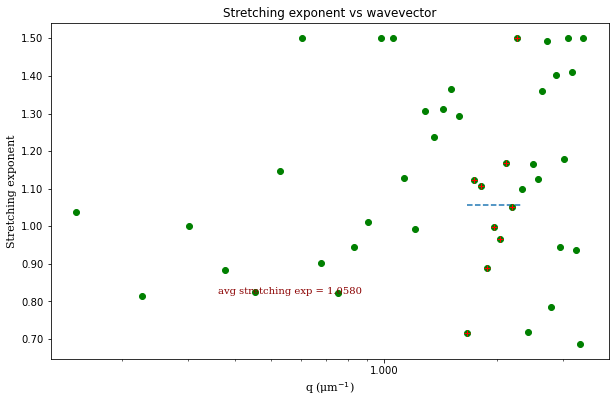 Stretching exponent vs wavevector
Stretching exponent
1.50
1.40
1.30
1.20
1.10
1.00
0.90
0.80
0.70
avg stretching exp = 1.0580
1.000
q (μm⁻¹)